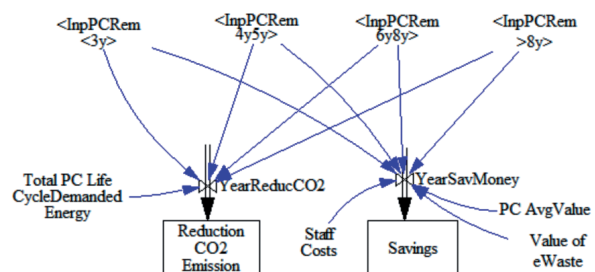 <InpPCRem
<3y>
<InpPCRem
4y5y>
<InpPCRem
6y8y>
<InpPCRem
>8y>
Total PC Life
CycleDemanded
Energy
YearReducCO2
YearSavMoney
Reduction
CO2
Emission
Staff
Costs
Savings
PC AvgValue
Value of
eWaste